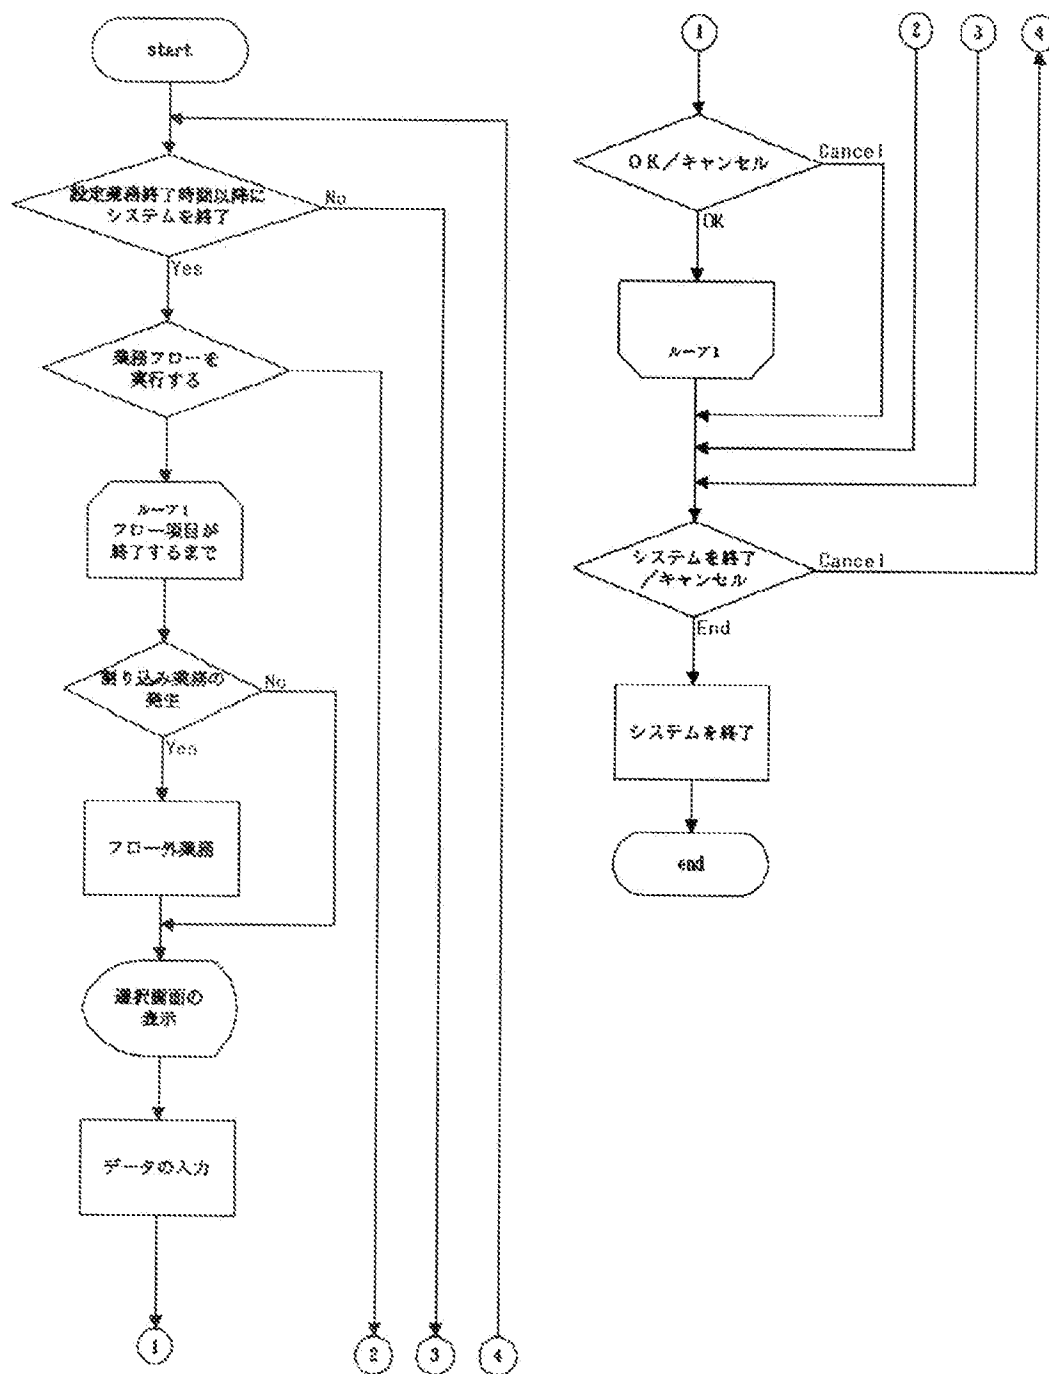 start
設定業務終了時間以降に
システムを終了
No
Yes
業務フローを
実行する
ループ1
フロー項目が
終了するまで
割り込み業務の
発生
No
Yes
フロー外業務
選択画面の
表示
データの入力
1
2
3
4
1
2
3
4
OK/キャンセル
Cancel
OK
ループ1
システムを終了
/キャンセル
Cancel
End
システムを終了
end